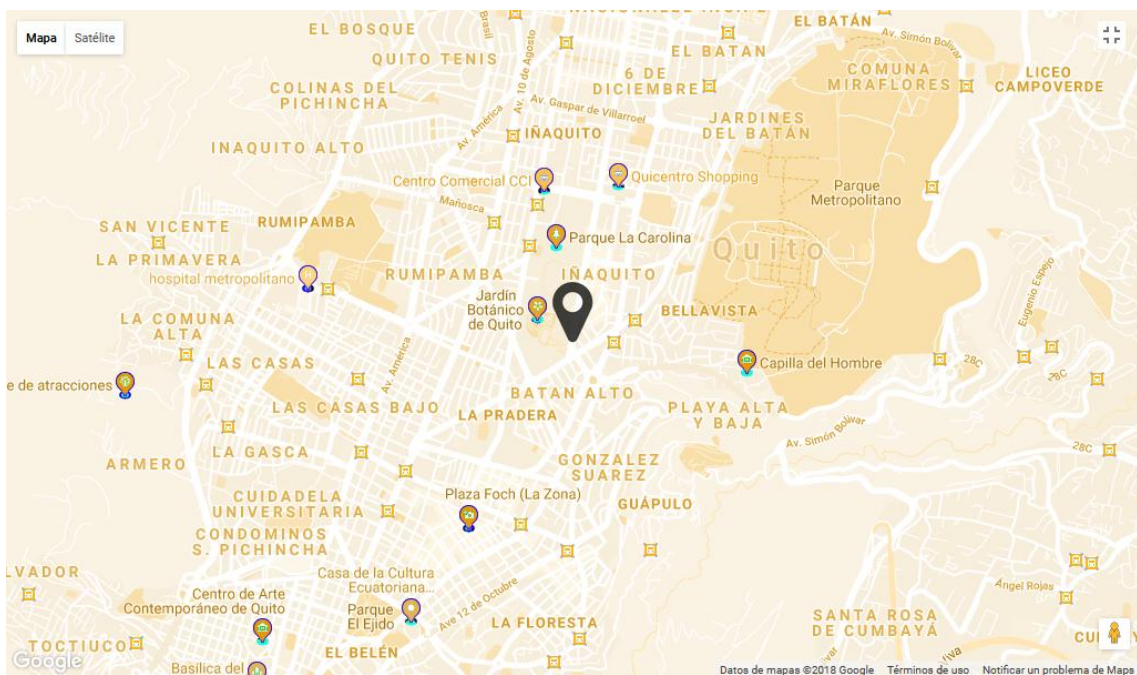 Mapa
Satélite
EL BOSQUE
QUITO TENIS
EL BATÁN
Av. Simón Bolívar
EL BATAN
Brasil
Av. 10 de Agosto
6 DE
DICIEMBRE
COMUNA
MIRAFLORES
LICEO
CAMPOVERDE
COLINAS DEL
PICHINCHA
Av. Gaspar de Villarroel
Av. América
IÑAQUITO
JARDINES
DEL BATÁN
INAQUITO ALTO
Centro Comercial CCI
Quicentro Shopping
Parque
Metropolitano
Mañosca
SAN VICENTE
RUMIPAMBA
Parque La Carolina
LA PRIMAVERA
Quito
hospital metropolitano
RUMIPAMBA
IÑAQUITO
Jardín
Botánico
de Quito
BELLAVISTA
Eugenio Espejo
LA COMUNA
ALTA
LAS CASAS
Av. América
Capilla del Hombre
28C
28C
e de atracciones
BATAN ALTO
LAS CASAS BAJO
LA PRADERA
PLAYA ALTA
Y BAJA
Av. Simón Bolívar
28C
LA GASCA
ARMERO
GONZALEZ
SUAREZ
CUIDADELA
UNIVERSITARIA
Plaza Foch (La Zona)
GUÁPULO
CONDOMINOS
S. PICHINCHA
LVADOR
Casa de la Cultura
Ecuatoriana...
Angel Rojas
Centro de Arte
Contemporáneo de Quito
Parque
El Ejido
Ave 12 de Octubre
LA FLORESTA
SANTA ROSA
DE CUMBAYÁ
TOCTIUCO
EL BELÉN
Google
Basílica del
Datos de mapas ©2018 Google
Términos de uso
Notificar un problema de Maps